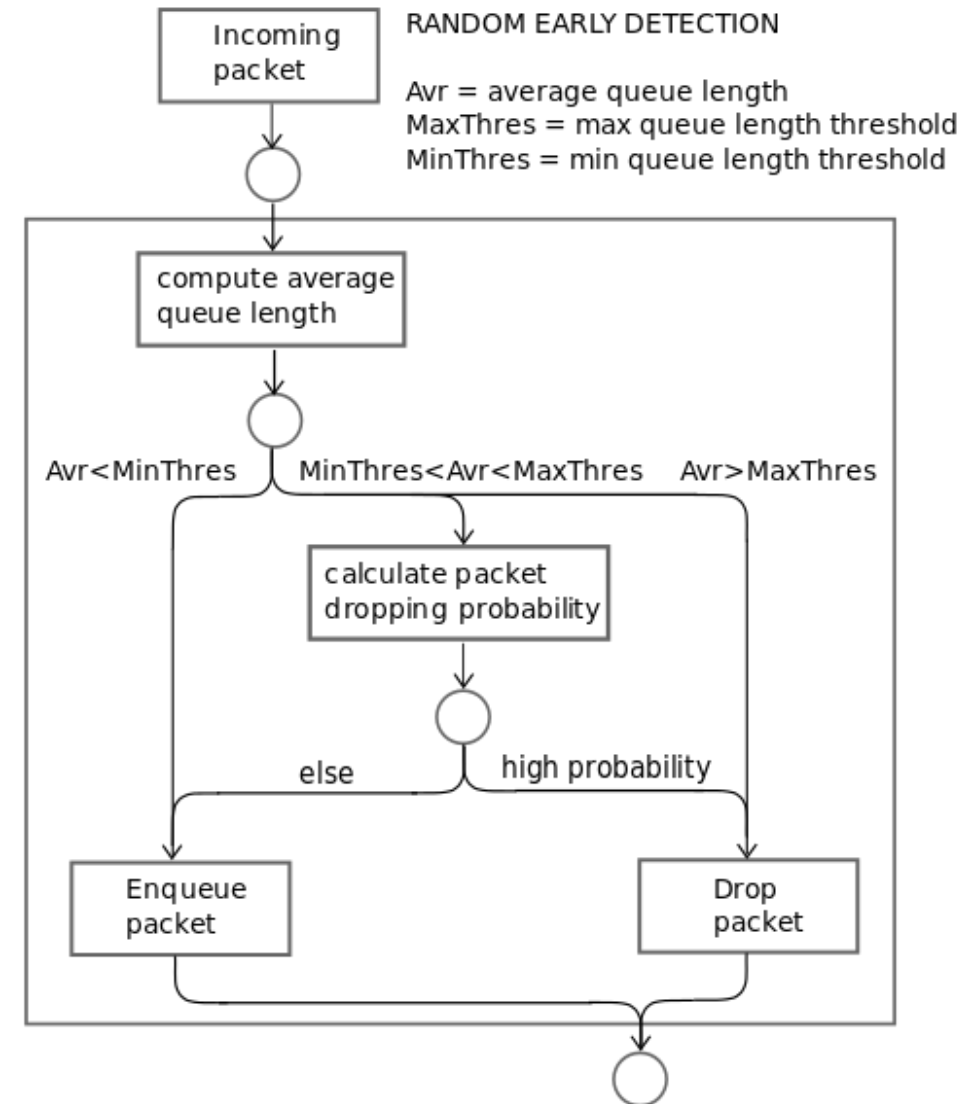 Incoming
packet
RANDOM EARLY DETECTION
Avr = average queue length
MaxThres = max queue length threshold
MinThres = min queue length threshold
compute average
queue length
Avr<MinThres
MinThres<Avr<MaxThres
Avr>MaxThres
calculate packet
dropping probability
else
high probability
Enqueue
packet
Drop
packet